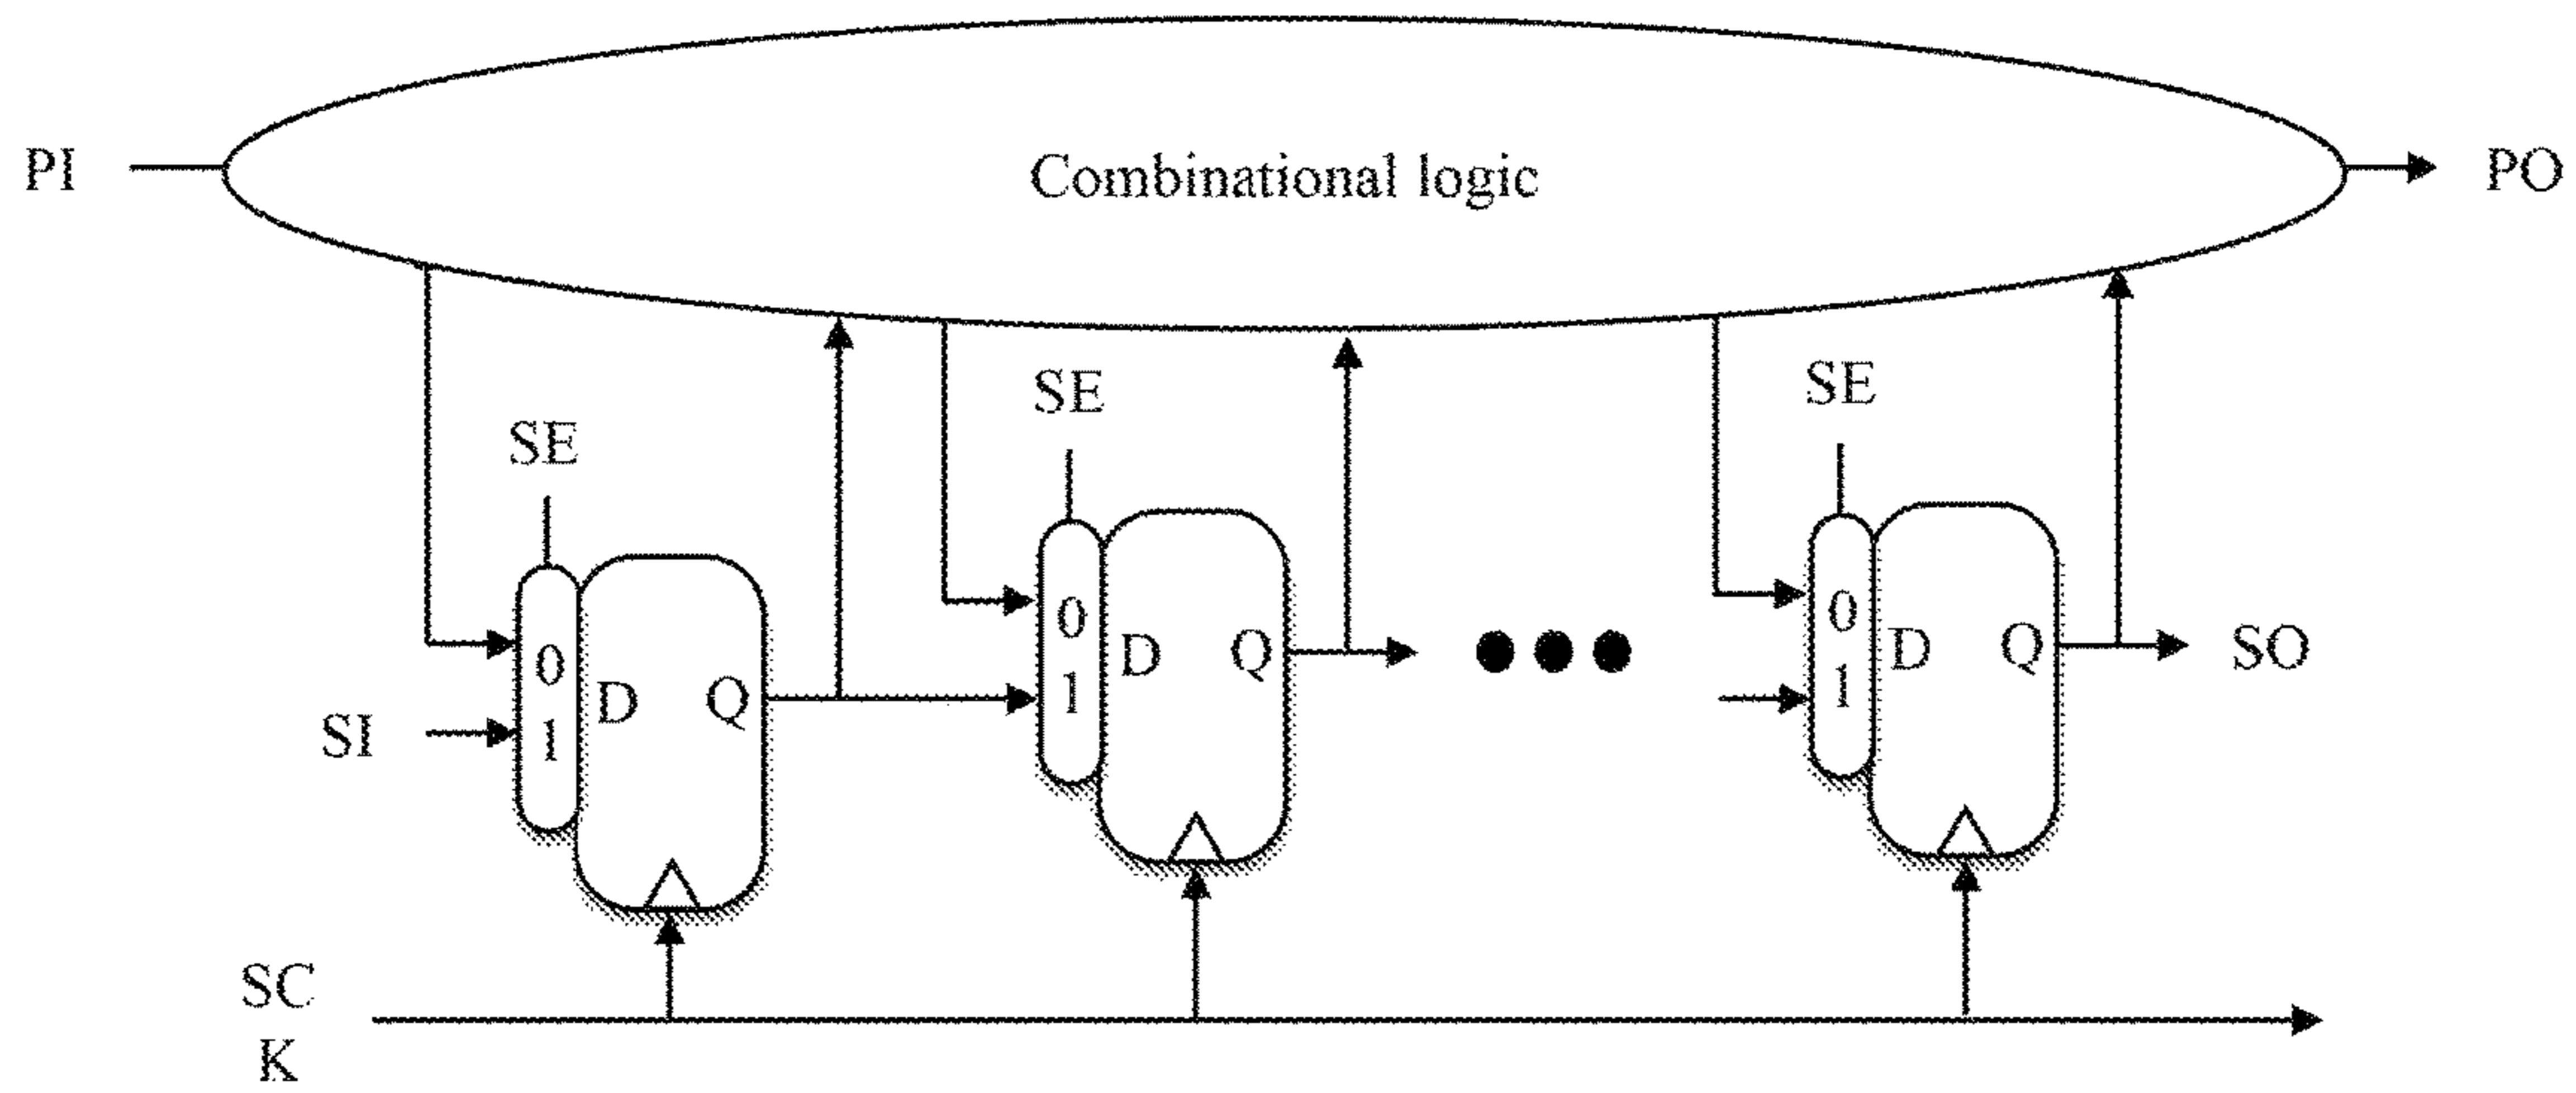 PI
Combinational logic
PO
SE
SE
SE
0
1
D
Q
0
1
D
Q
0
1
D
Q
SI
SO
SC
K